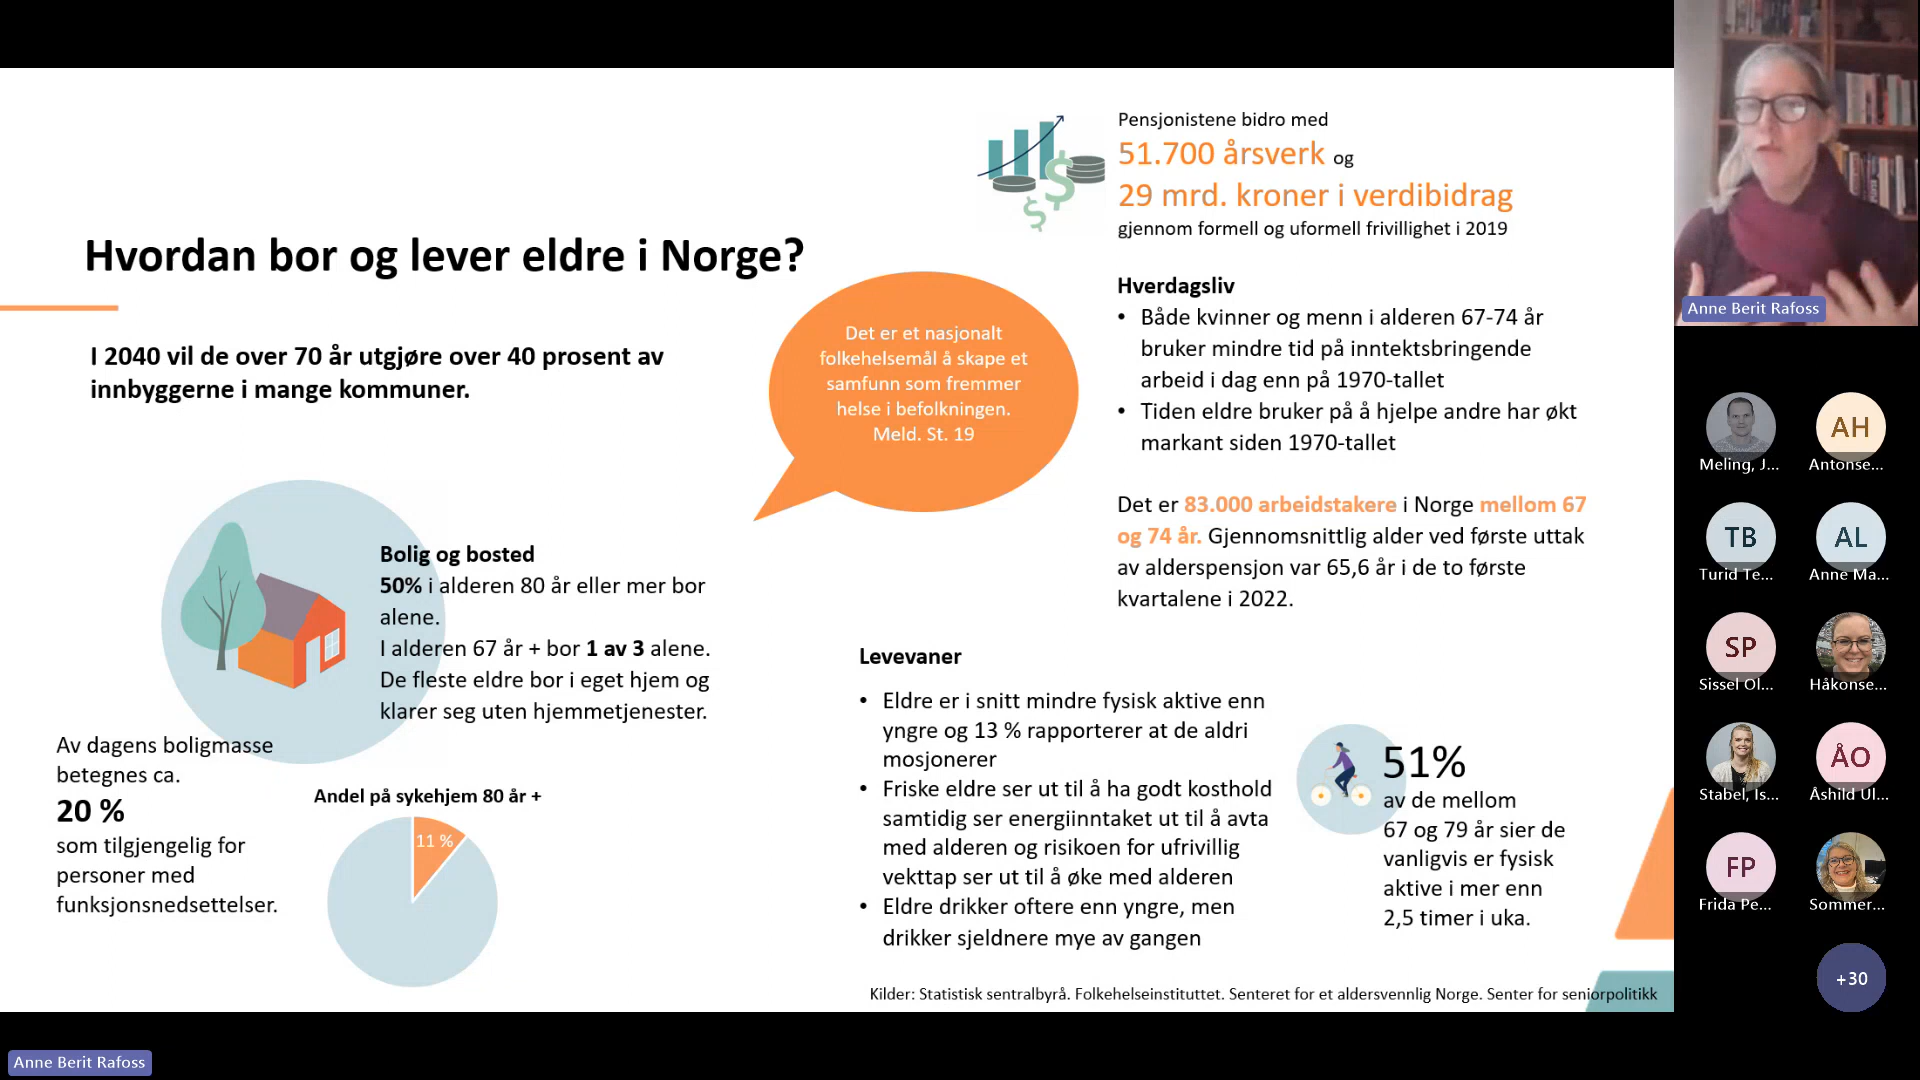 Hvordan bor og lever eldre i Norge?
I 2040 vil de over 70 år utgjøre over 40 prosent av
innbyggerne i mange kommuner.
Bolig og bosted
50% i alderen 80 år eller mer bor
alene.
I alderen 67 år + bor 1 av 3 alene.
De fleste eldre bor i eget hjem og
klarer seg uten hjemmetjenester.
Av dagens boligmasse
betegnes ca.
20 %
som tilgjengelig for
personer med
funksjonsnedsettelser.
Andel på sykehjem 80 år +
11 %
Det er et nasjonalt
folkehelsemål å skape et
samfunn som fremmer
helse i befolkningen.
Meld. St. 19
Pensjonistene bidro med
51.700 årsverk og
29 mrd. kroner i verdibidrag
gjennom formell og uformell frivillighet i 2019
Hverdagsliv
• Både kvinner og menn i alderen 67-74 år
bruker mindre tid på inntektsbringende
arbeid i dag enn på 1970-tallet
• Tiden eldre bruker på å hjelpe andre har økt
markant siden 1970-tallet
Det er 83.000 arbeidstakere i Norge mellom 67
og 74 år. Gjennomsnittlig alder ved første uttak
av alderspensjon var 65,6 år i de to første
kvartalene i 2022.
Levevaner
• Eldre er i snitt mindre fysisk aktive enn
yngre og 13 % rapporterer at de aldri
mosjonerer
• Friske eldre ser ut til å ha godt kosthold
samtidig ser energiinntaket ut til å avta
med alderen og risikoen for ufrivillig
vekttap ser ut til å øke med alderen
• Eldre drikker oftere enn yngre, men
drikker sjeldnere mye av gangen
51%
av de mellom
67 og 79 år sier de
vanligvis er fysisk
aktive i mer enn
2,5 timer i uka.
Kilder: Statistisk sentralbyrå. Folkehelseinstituttet. Senteret for et aldersvennlig Norge. Senter for seniorpolitikk
Anne Berit Rafoss
Meling, J...
AH
Antonse...
TB
Turid Te...
AL
Anne Ma...
SP
Sissel Ol...
Håkonse...
Stabel, Is...
ÅO
Åshild Ul...
FP
Frida Pe...
Sommer...
+30
Anne Berit Rafoss